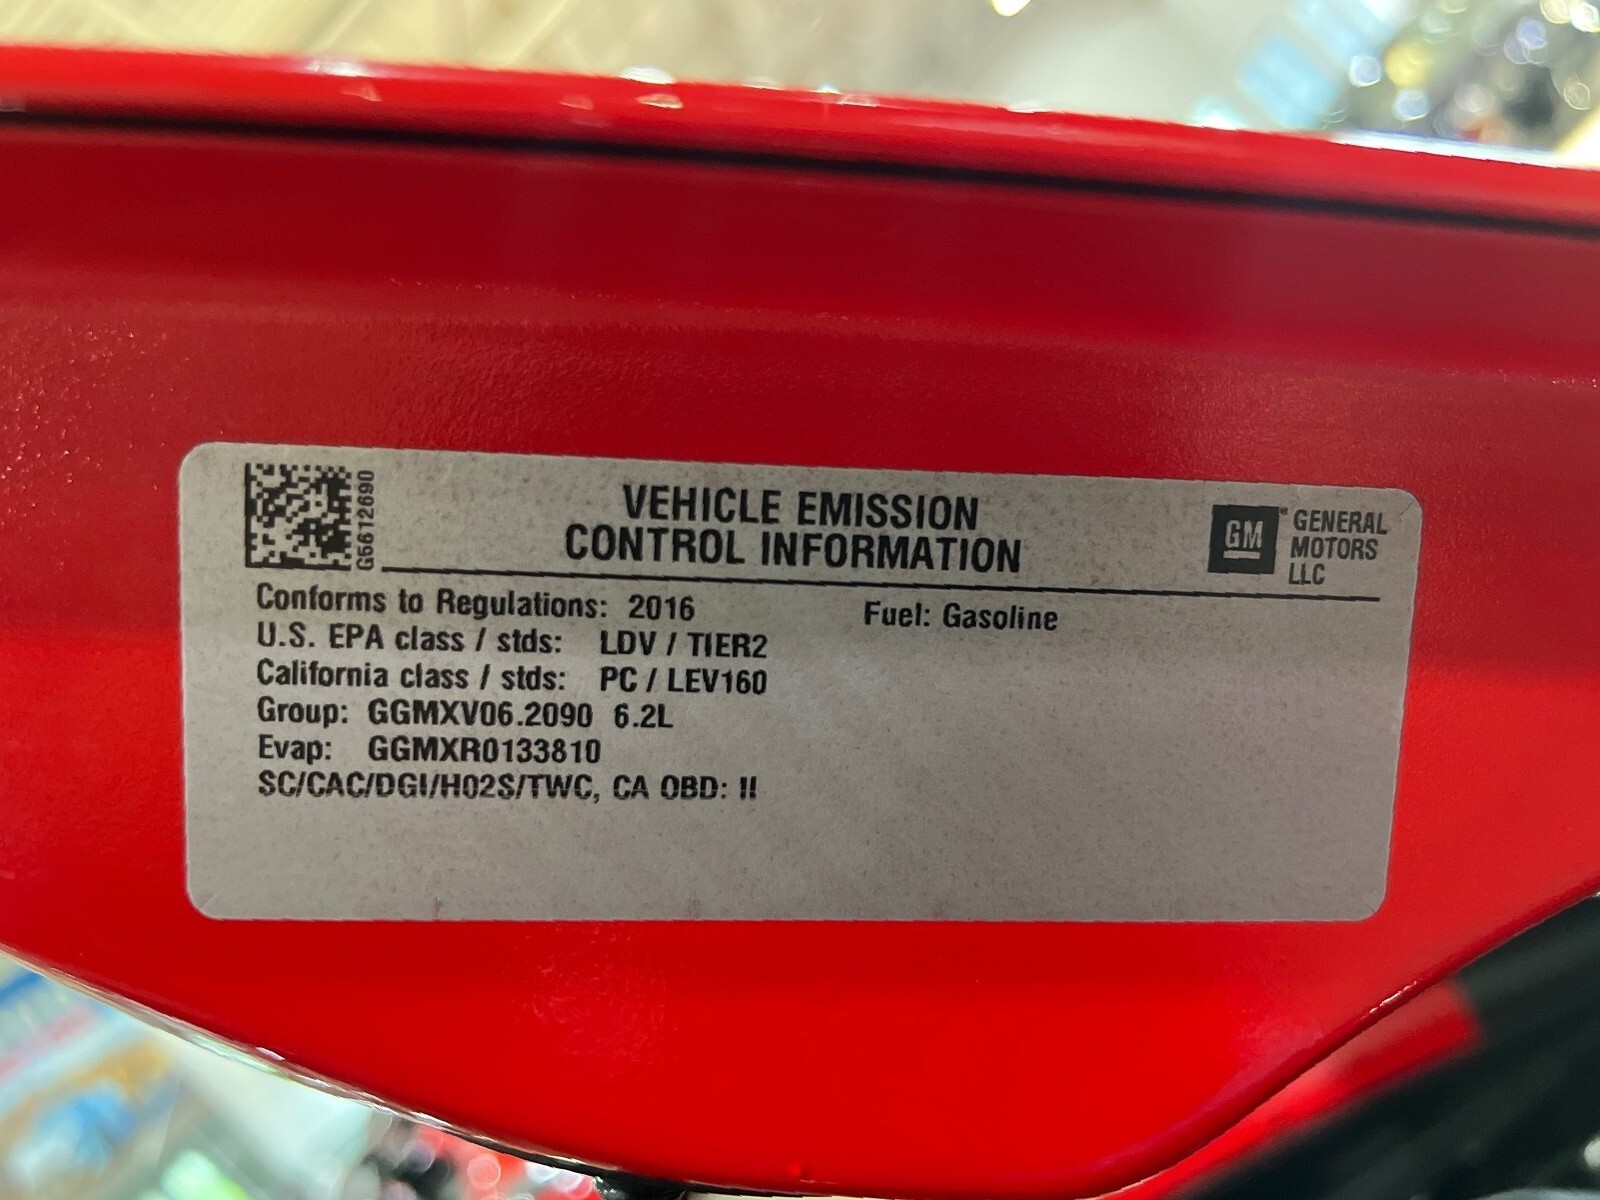 G5612690
VEHICLE EMISSION
CONTROL INFORMATION
GM
GENERAL
MOTORS
LLC
Conforms to Regulations: 2016 Fuel: Gasoline
U.S. EPA class / stds: LDV / TIER2
California class / stds: PC / LEV160
Group: GGMXV06.2090 6.2L
Evap: GGMXR0133810
SC/CAC/DGI/H02S/TWC, CA OBD: II